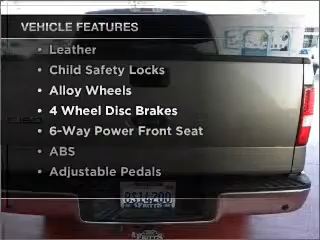 VEHICLE FEATURES
• Leather
• Child Safety Locks
• Alloy Wheels
• 4 Wheel Disc Brakes
• 6-Way Power Front Seat
• ABS
• Adjustable Pedals